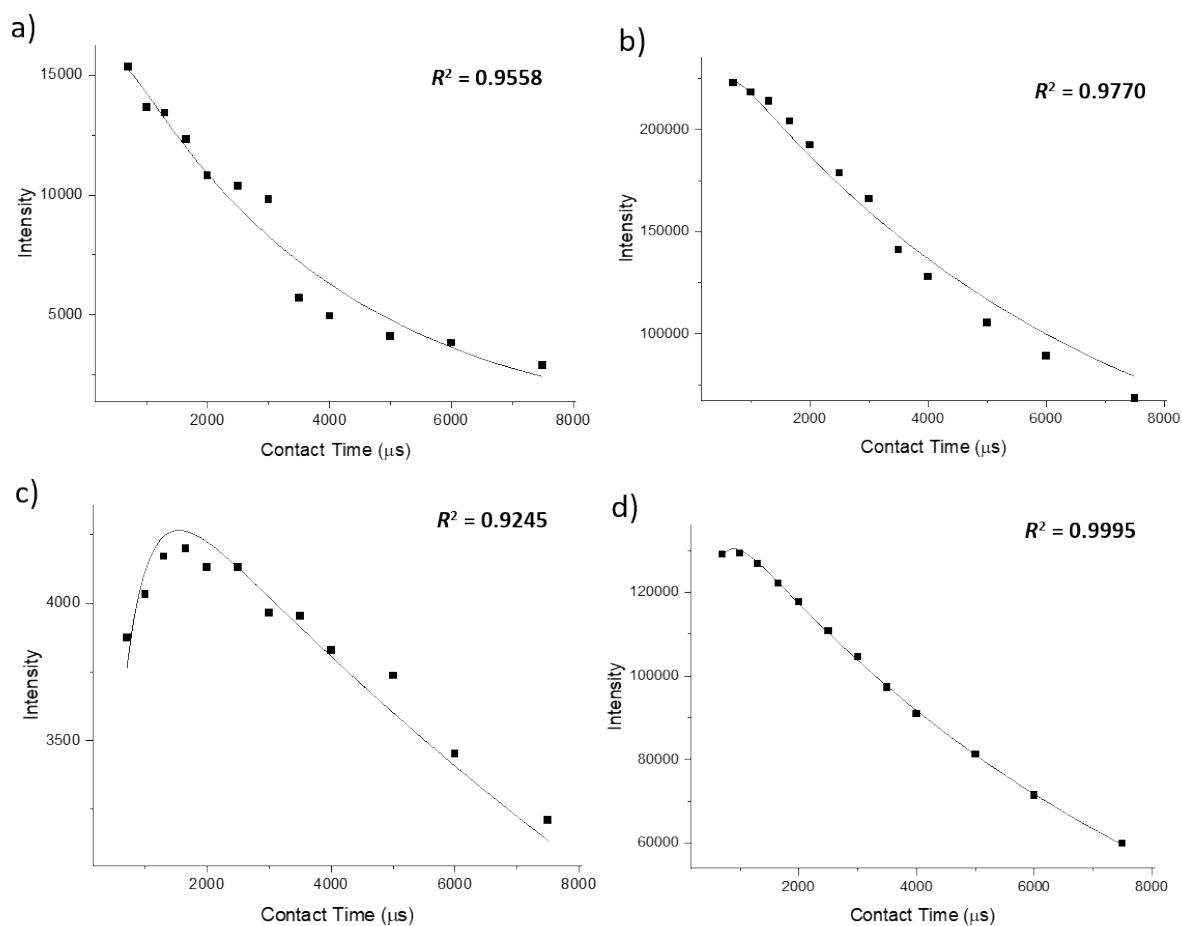 a)
R² = 0.9558
15000
10000
5000
Intensity
2000
4000
6000
8000
Contact Time (μs)
b)
R² = 0.9770
200000
150000
100000
Intensity
2000
4000
6000
8000
Contact Time (μs)
c)
R² = 0.9245
4000
3500
Intensity
2000
4000
6000
8000
Contact Time (μs)
d)
R² = 0.9995
120000
100000
80000
60000
Intensity
2000
4000
6000
8000
Contact Time (μs)